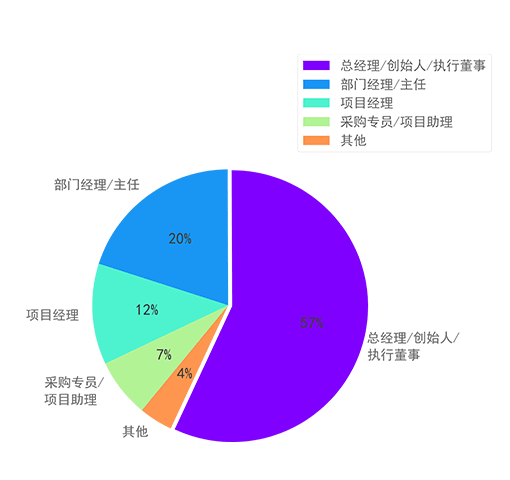 总经理/创始人/执行董事
部门经理/主任
项目经理
采购专员/项目助理
其他
部门经理/主任
20%
项目经理
12%
57%
总经理/创始人/
执行董事
采购专员/
项目助理
7%
4%
其他